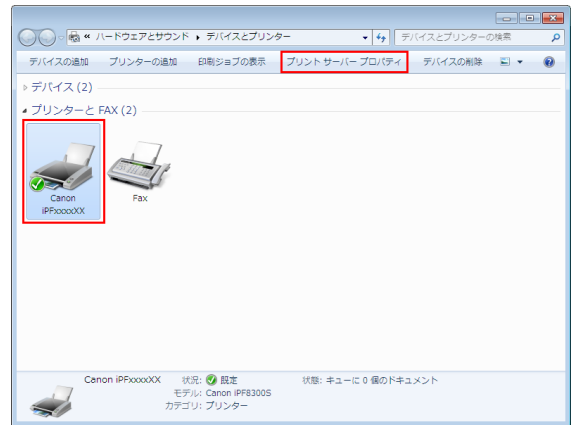 « ハードウェアとサウンド ▸ デバイスとプリンター
デバイスとプリンターの検索
デバイスの追加 プリンターの追加 印刷ジョブの表示 プリント サーバー プロパティ デバイスの削除
デバイス (2)
プリンターと FAX (2)
Canon
iPFxxxxXX
Fax
Canon iPFxxxxXX 状況: 既定 状態: キューに 0 個のドキュメント
モデル: Canon iPF8300S
カテゴリ: プリンター